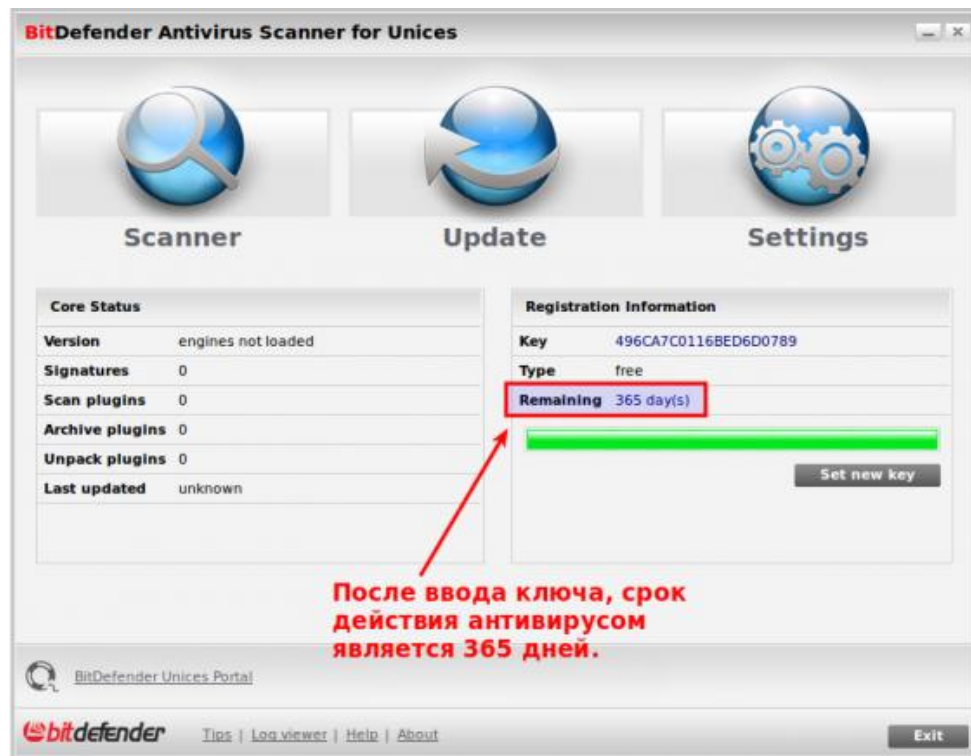 BitDefender Antivirus Scanner for Unices
Scanner
Update
Settings
Core Status
Version engines not loaded
Signatures 0
Scan plugins 0
Archive plugins 0
Unpack plugins 0
Last updated unknown
Registration Information
Key 496CA7C0116BED6D0789
Type free
Remaining 365 day(s)
Set new key
После ввода ключа, срок
действия антивирусом
является 365 дней.
BitDefender Unices Portal
bitdefender
Tips | Log viewer | Help | About
Exit